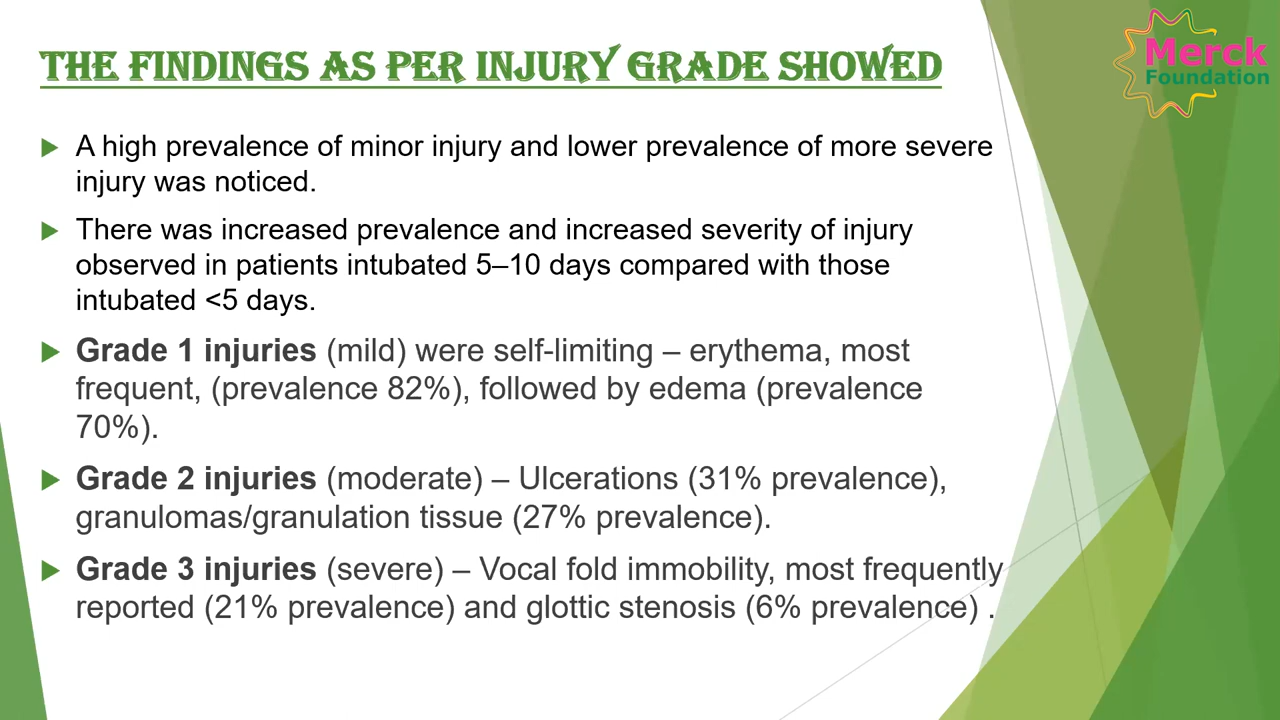 THE FINDINGS AS PER INJURY GRADE SHOWED
Merck
Foundation
A high prevalence of minor injury and lower prevalence of more severe
injury was noticed.
There was increased prevalence and increased severity of injury
observed in patients intubated 5–10 days compared with those
intubated <5 days.
Grade 1 injuries (mild) were self-limiting – erythema, most
frequent, (prevalence 82%), followed by edema (prevalence
70%).
Grade 2 injuries (moderate) – Ulcerations (31% prevalence),
granulomas/granulation tissue (27% prevalence).
Grade 3 injuries (severe) – Vocal fold immobility, most frequently
reported (21% prevalence) and glottic stenosis (6% prevalence) .